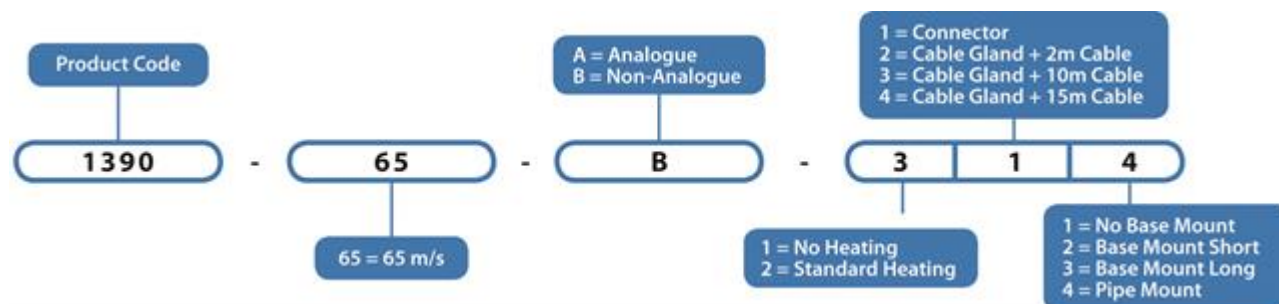 Product Code
A = Analogue
B = Non-Analogue
1 = Connector
2 = Cable Gland + 2m Cable
3 = Cable Gland + 10m Cable
4 = Cable Gland + 15m Cable
1390 - 65 - B - 3 1 4
65 = 65 m/s
1 = No Heating
2 = Standard Heating
1 = No Base Mount
2 = Base Mount Short
3 = Base Mount Long
4 = Pipe Mount